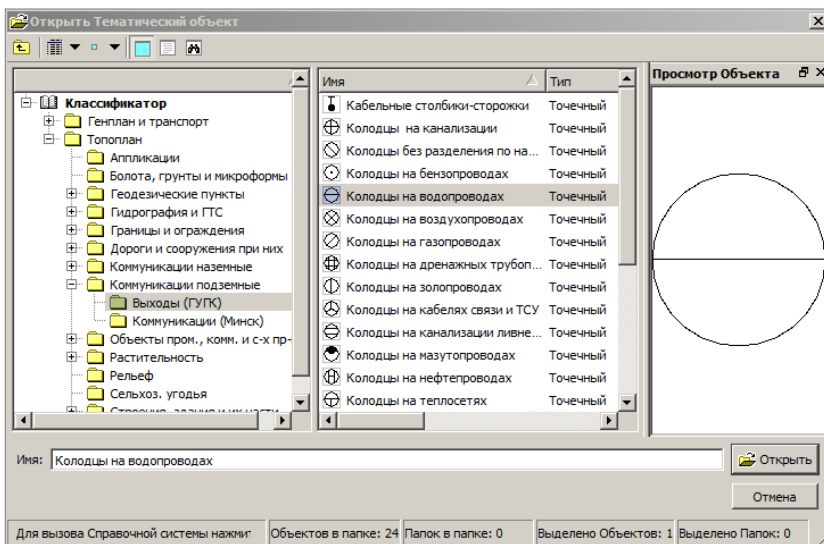 Открыть Тематический объект
Классификатор
Генплан и транспорт
Топоплан
Аппликации
Болота, грунты и микроформы
Геодезические пункты
Гидрография и ГТС
Границы и ограждения
Дороги и сооружения при них
Коммуникации наземные
Коммуникации подземные
Выходы (ГУГК)
Коммуникации (Минск)
Объекты пром., комм. и с-х пр-
Растительность
Рельеф
Сельхоз. угодья
Строения, здания и их части
Имя Тип
Кабельные столбики-сторожки Точечный
Колодцы на канализации Точечный
Колодцы без разделения по на... Точечный
Колодцы на бензопроводах Точечный
Колодцы на водопроводах Точечный
Колодцы на воздухопроводах Точечный
Колодцы на газопроводах Точечный
Колодцы на дренажных трубоп... Точечный
Колодцы на золопроводах Точечный
Колодцы на кабелях связи и ТСУ Точечный
Колодцы на канализации ливне... Точечный
Колодцы на мазутопроводах Точечный
Колодцы на нефтепроводах Точечный
Колодцы на теплосетях Точечный
Просмотр Объекта
Имя: Колодцы на водопроводах
Открыть
Отмена
Для вызова Справочной системы нажмит Объектов в папке: 24 Папок в папке: 0 Выделено Объектов: 1 Выделено Папок: 0